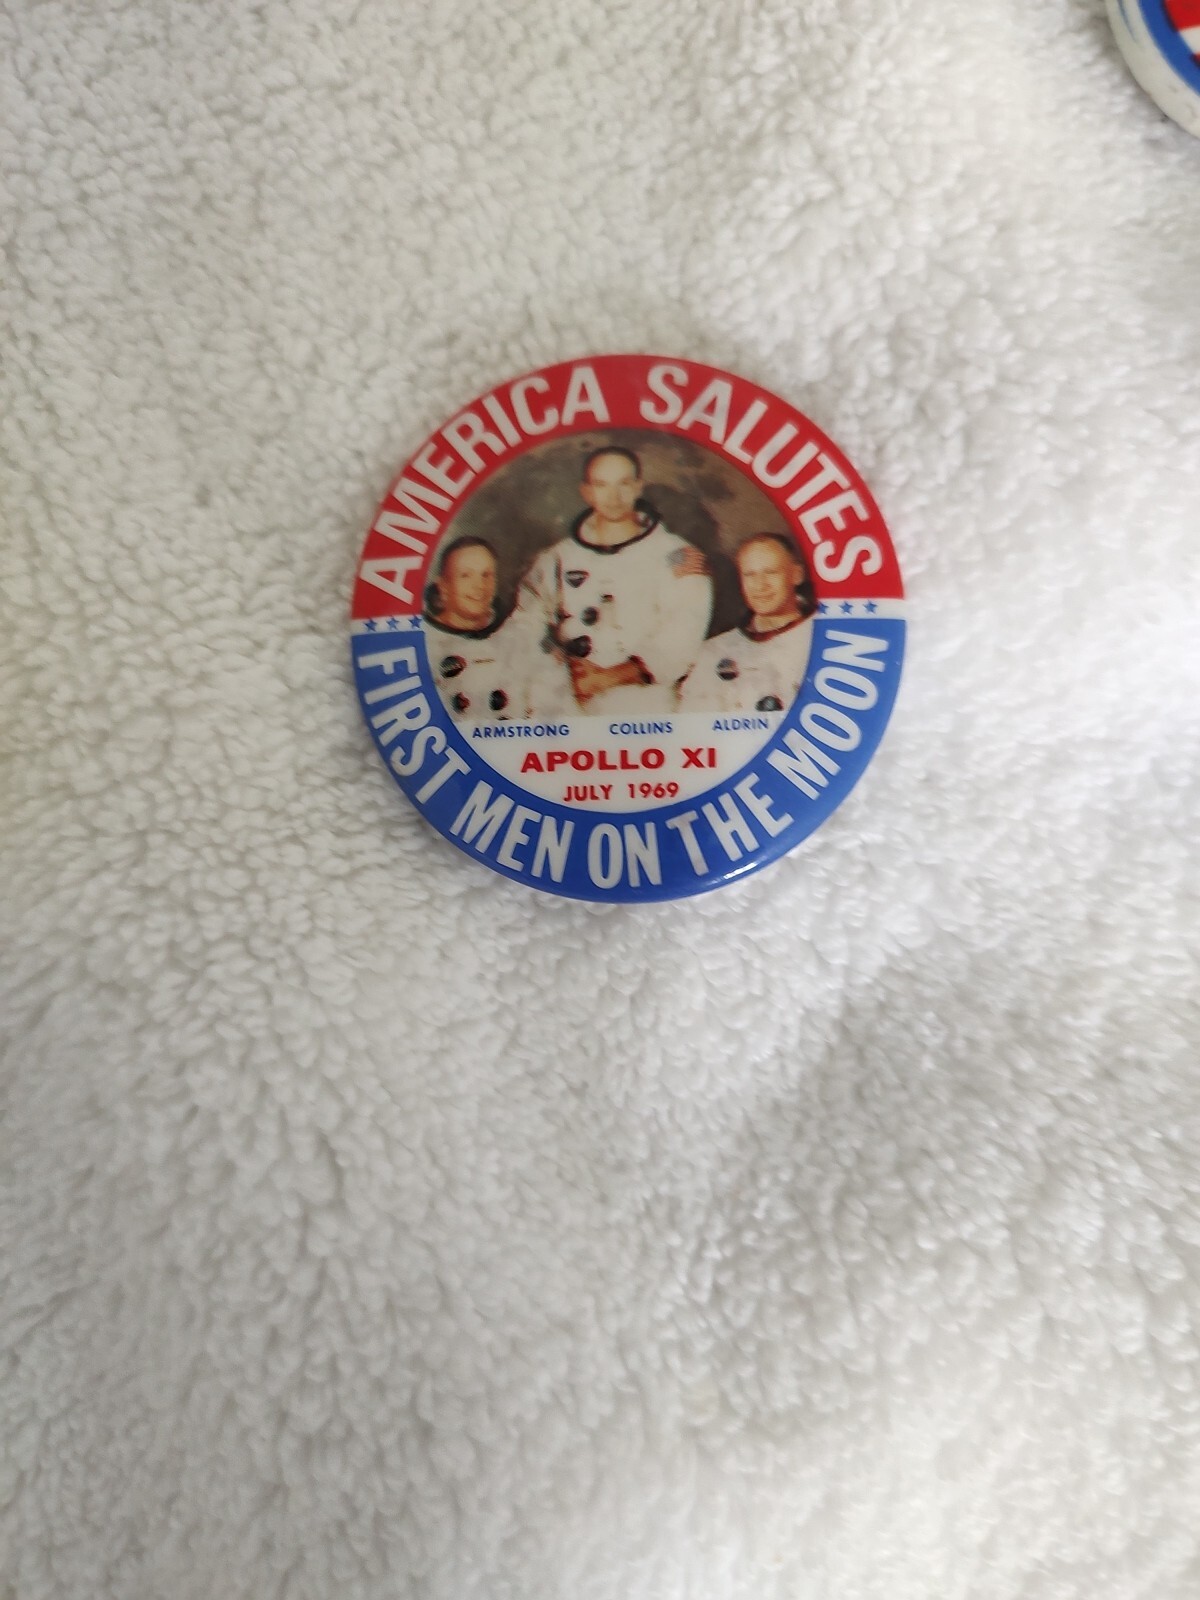 AMERICA SALUTES
ARMSTRONG COLLINS ALDRIN
APOLLO XI
JULY 1969
FIRST MEN ON THE MOON